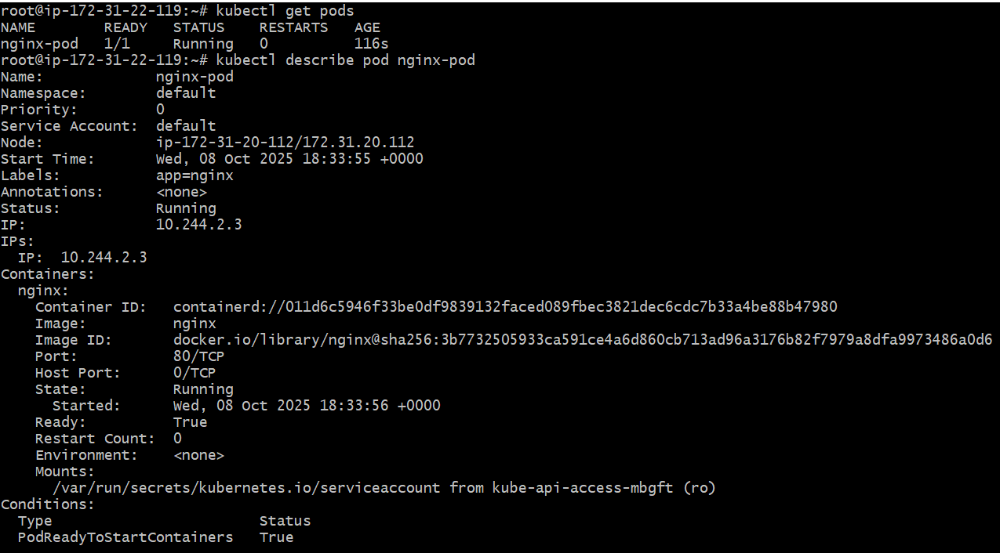 root@ip-172-31-22-119:~# kubectl get pods
NAME        READY   STATUS    RESTARTS   AGE
nginx-pod   1/1     Running   0          116s
root@ip-172-31-22-119:~# kubectl describe pod nginx-pod
Name:             nginx-pod
Namespace:        default
Priority:         0
Service Account:  default
Node:             ip-172-31-20-112/172.31.20.112
Start Time:       Wed, 08 Oct 2025 18:33:55 +0000
Labels:           app=nginx
Annotations:      <none>
Status:           Running
IP:               10.244.2.3
IPs:
  IP:  10.244.2.3
Containers:
  nginx:
    Container ID:   containerd://011d6c5946f33be0df9839132faced089fbec3821dec6cdc7b33a4be88b47980
    Image:          nginx
    Image ID:       docker.io/library/nginx@sha256:3b7732505933ca591ce4a6d860cb713ad96a3176b82f7979a8dfa9973486a0d6
    Port:           80/TCP
    Host Port:      0/TCP
    State:          Running
      Started:      Wed, 08 Oct 2025 18:33:56 +0000
    Ready:          True
    Restart Count:  0
    Environment:    <none>
    Mounts:
      /var/run/secrets/kubernetes.io/serviceaccount from kube-api-access-mbgft (ro)
Conditions:
  Type                        Status
  PodReadyToStartContainers   True